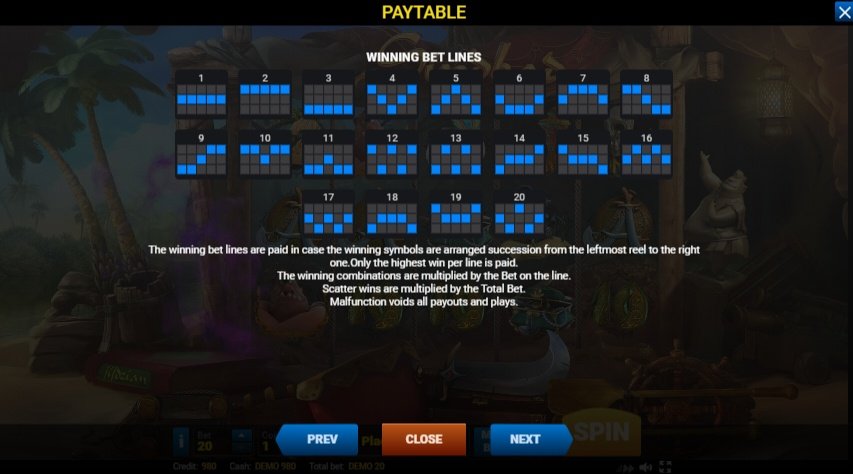 PAYTABLE
WINNING BET LINES
1 2 3 4 5 6 7 8
9 10 11 12 13 14 15 16
17 18 19 20
The winning bet lines are paid in case the winning symbols are arranged succession from the leftmost reel to the right
one.Only the highest win per line is paid.
The winning combinations are multiplied by the Bet on the line.
Scatter wins are multiplied by the Total Bet.
Malfunction voids all payouts and plays.
i Bet
20
1
SPIN
PREV CLOSE NEXT
Credit: 980 Cash: DEMO 980 Total bet: DEMO 20